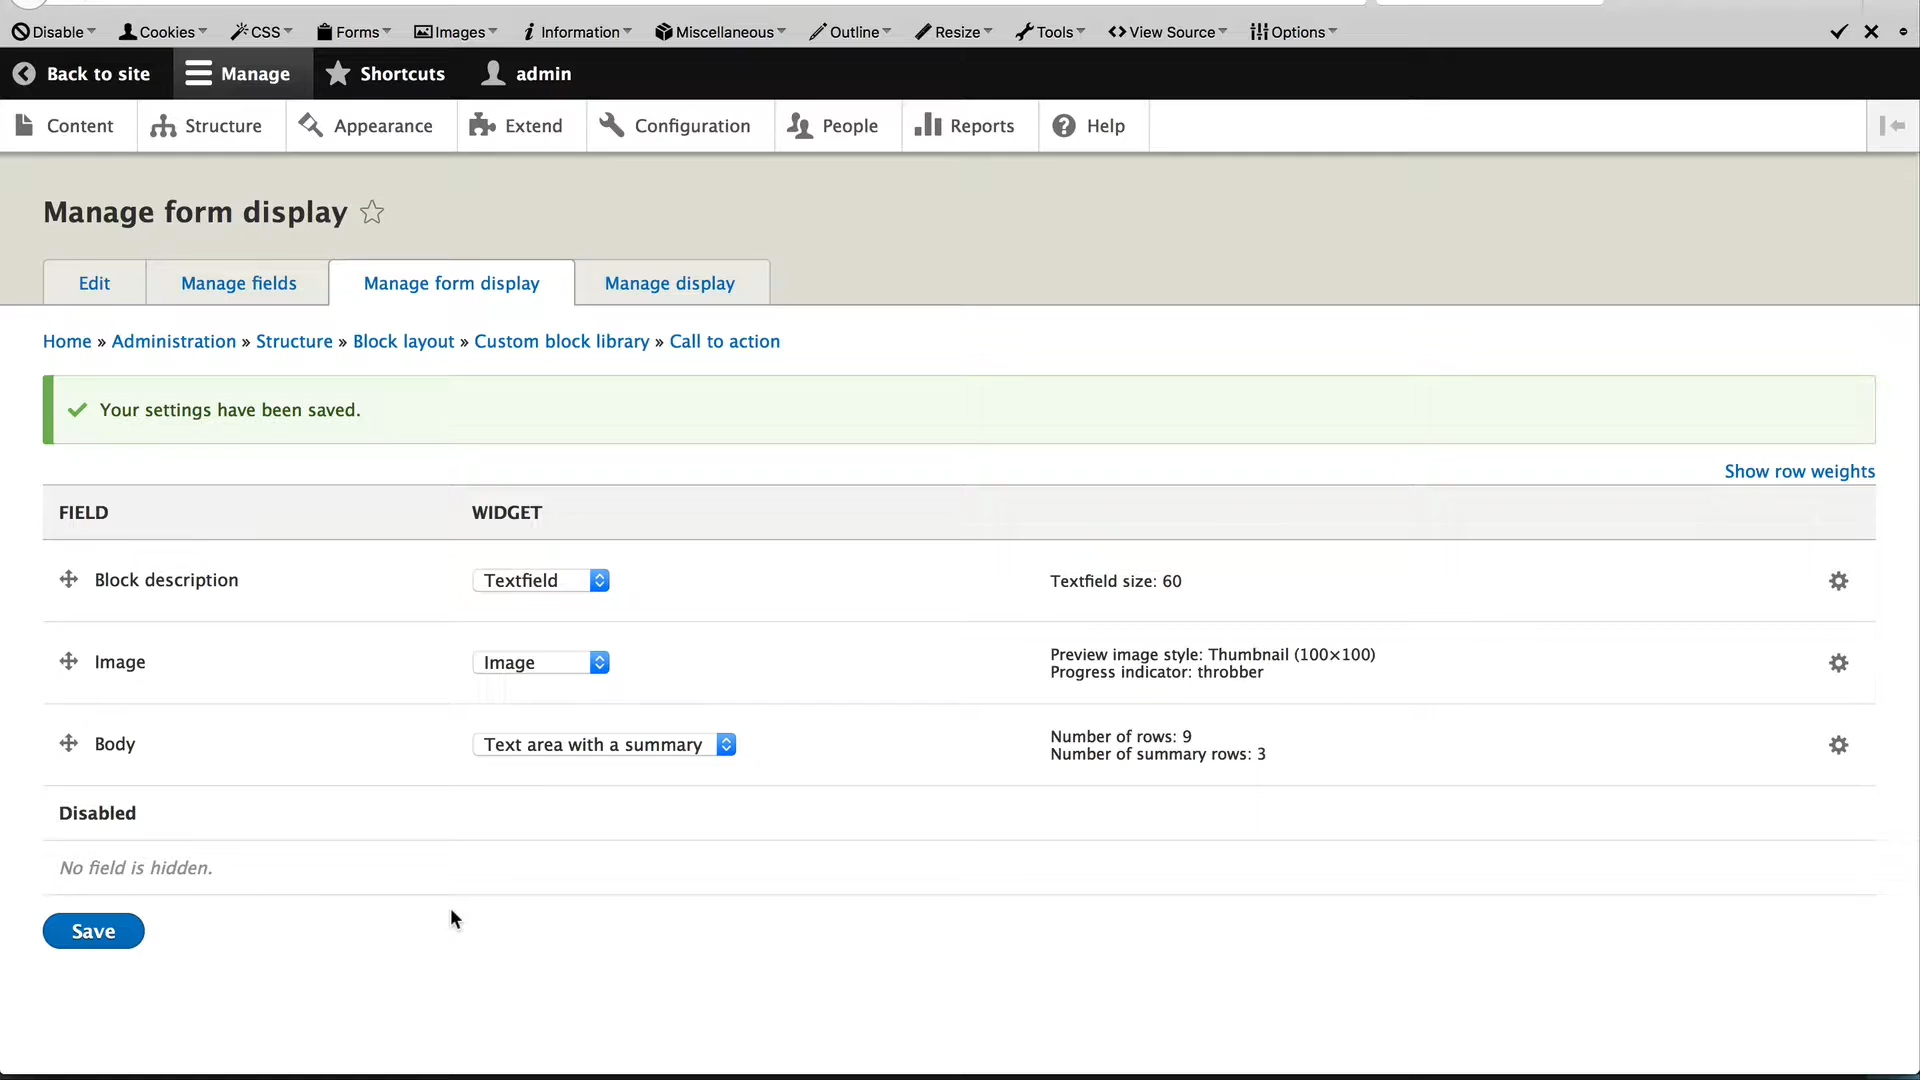 Disable Cookies CSS Forms Images Information Miscellaneous Outline Resize Tools View Source Options
Back to site Manage Shortcuts admin
Content Structure Appearance Extend Configuration People Reports Help
Manage form display
Edit Manage fields Manage form display Manage display
Home » Administration » Structure » Block layout » Custom block library » Call to action
Your settings have been saved.
Show row weights
FIELD WIDGET
Block description Textfield Textfield size: 60
Image Image Preview image style: Thumbnail (100×100)
Progress indicator: throbber
Body Text area with a summary Number of rows: 9
Number of summary rows: 3
Disabled
No field is hidden.
Save